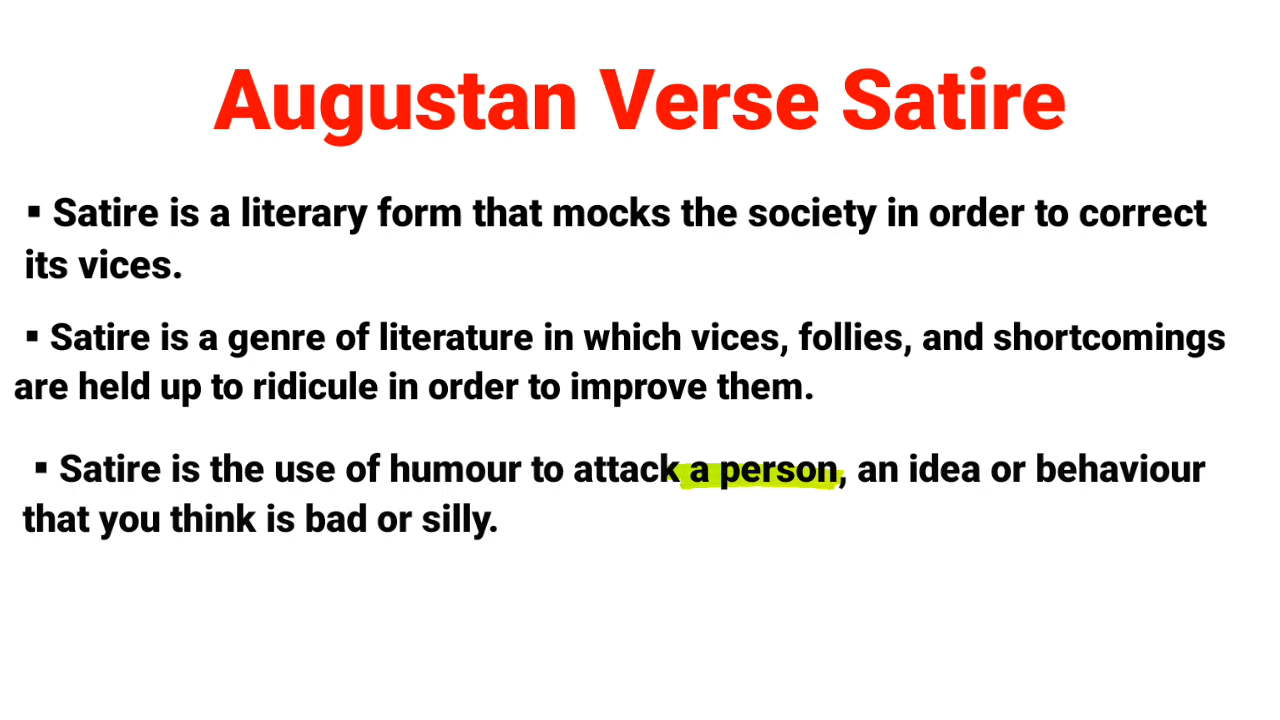 Augustan Verse Satire
▪ Satire is a literary form that mocks the society in order to correct
its vices.
▪ Satire is a genre of literature in which vices, follies, and shortcomings
are held up to ridicule in order to improve them.
▪ Satire is the use of humour to attack a person, an idea or behaviour
that you think is bad or silly.